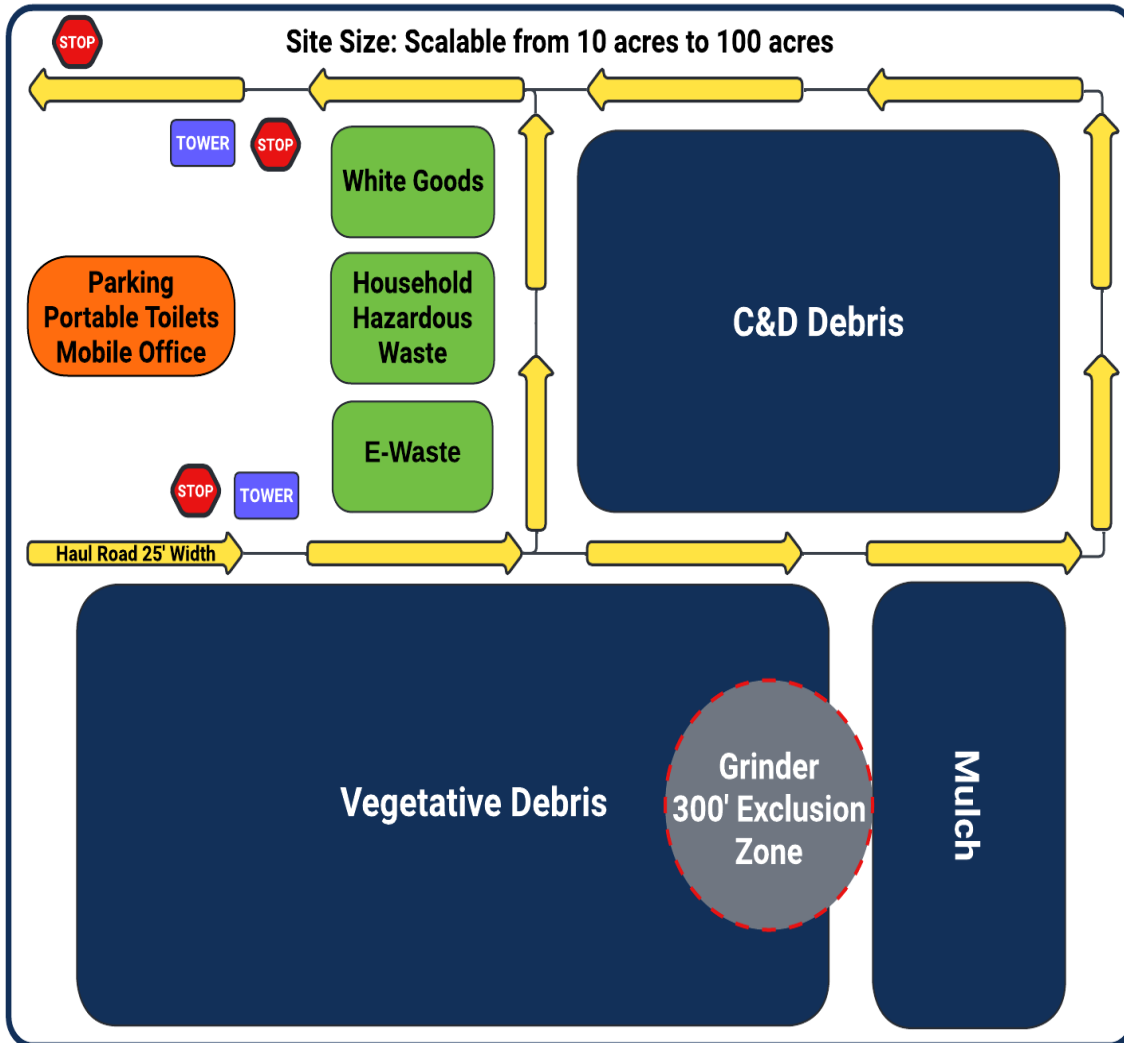 STOP
Site Size: Scalable from 10 acres to 100 acres
TOWER
STOP
White Goods
Parking
Portable Toilets
Mobile Office
Household
Hazardous
Waste
C&D Debris
E-Waste
STOP
TOWER
Haul Road 25' Width
Vegetative Debris
Grinder
300' Exclusion
Zone
Mulch